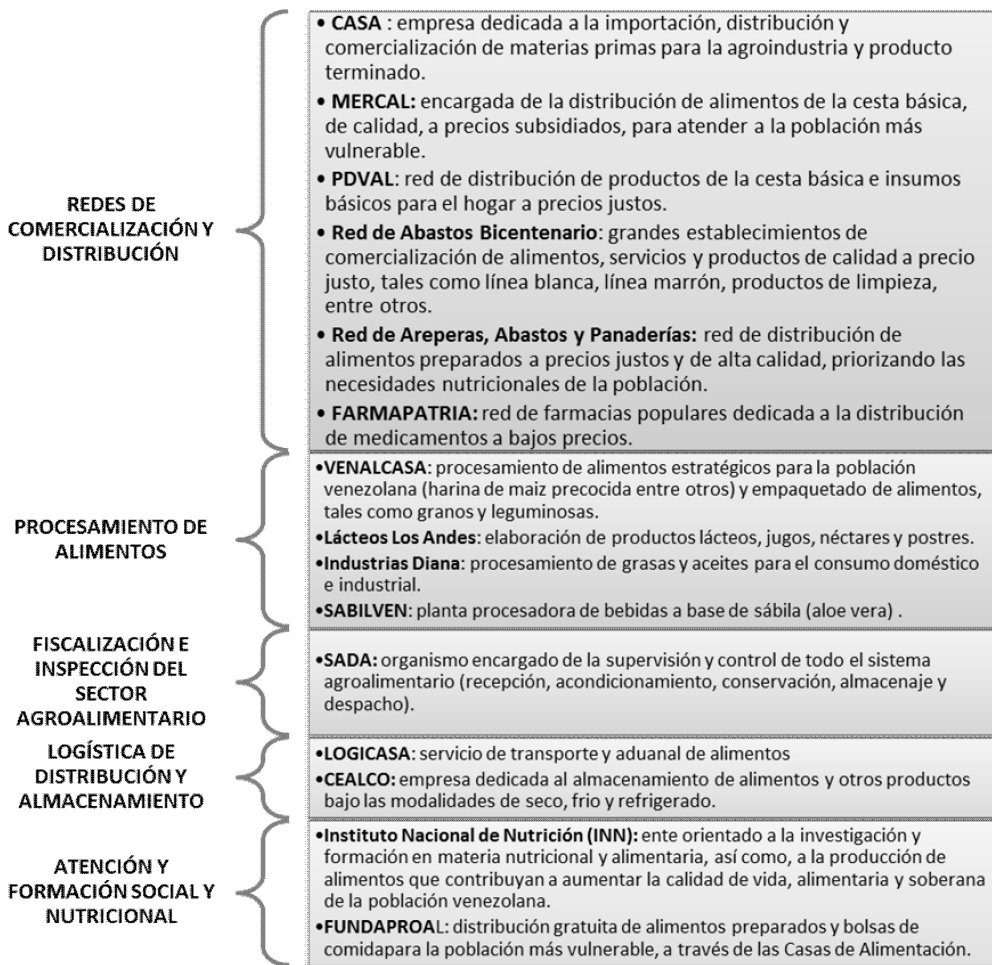 REDES DE
COMERCIALIZACIÓN Y
DISTRIBUCIÓN
• CASA : empresa dedicada a la importación, distribución y
comercialización de materias primas para la agroindustria y producto
terminado.
• MERCAL: encargada de la distribución de alimentos de la cesta básica,
de calidad, a precios subsidiados, para atender a la población más
vulnerable.
• PDVAL: red de distribución de productos de la cesta básica e insumos
básicos para el hogar a precios justos.
• Red de Abastos Bicentenario: grandes establecimientos de
comercialización de alimentos, servicios y productos de calidad a precio
justo, tales como línea blanca, línea marrón, productos de limpieza,
entre otros.
• Red de Areperas, Abastos y Panaderías: red de distribución de
alimentos preparados a precios justos y de alta calidad, priorizando las
necesidades nutricionales de la población.
• FARMAPATRIA: red de farmacias populares dedicada a la distribución
de medicamentos a bajos precios.
PROCESAMIENTO DE
ALIMENTOS
•VENALCASA: procesamiento de alimentos estratégicos para la población
venezolana (harina de maiz precocida entre otros) y empaquetado de alimentos,
tales como granos y leguminosas.
•Lácteos Los Andes: elaboración de productos lácteos, jugos, néctares y postres.
•Industrias Diana: procesamiento de grasas y aceites para el consumo doméstico
e industrial.
•SABILVEN: planta procesadora de bebidas a base de sábila (aloe vera) .
FISCALIZACIÓN E
INSPECCIÓN DEL
SECTOR
AGROALIMENTARIO
•SADA: organismo encargado de la supervisión y control de todo el sistema
agroalimentario (recepción, acondicionamiento, conservación, almacenaje y
despacho).
LOGÍSTICA DE
DISTRIBUCIÓN Y
ALMACENAMIENTO
•LOGICASA: servicio de transporte y aduanal de alimentos
•CEALCO: empresa dedicada al almacenamiento de alimentos y otros productos
bajo las modalidades de seco, frio y refrigerado.
ATENCIÓN Y
FORMACIÓN SOCIAL Y
NUTRICIONAL
•Instituto Nacional de Nutrición (INN): ente orientado a la investigación y
formación en materia nutricional y alimentaria, así como, a la producción de
alimentos que contribuyan a aumentar la calidad de vida, alimentaria y soberana
de la población venezolana.
•FUNDAPROAL: distribución gratuita de alimentos preparados y bolsas de
comidapara la población más vulnerable, a través de las Casas de Alimentación.